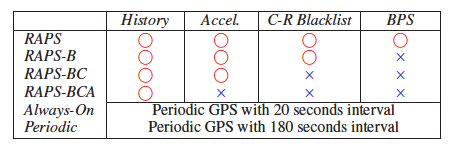 History Accel. C-R Blacklist BPS
RAPS ○ ○ ○ ○
RAPS-B ○ ○ ○ ×
RAPS-BC ○ ○ × ×
RAPS-BCA ○ × × ×
Always-On Periodic GPS with 20 seconds interval
Periodic Periodic GPS with 180 seconds interval